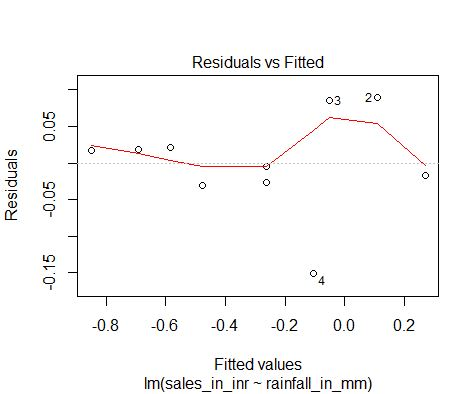 Residuals vs Fitted
Residuals
0.05
-0.05
-0.15
3
2
4
-0.8 -0.6 -0.4 -0.2 0.0 0.2
Fitted values
lm(sales_in_inr ~ rainfall_in_mm)